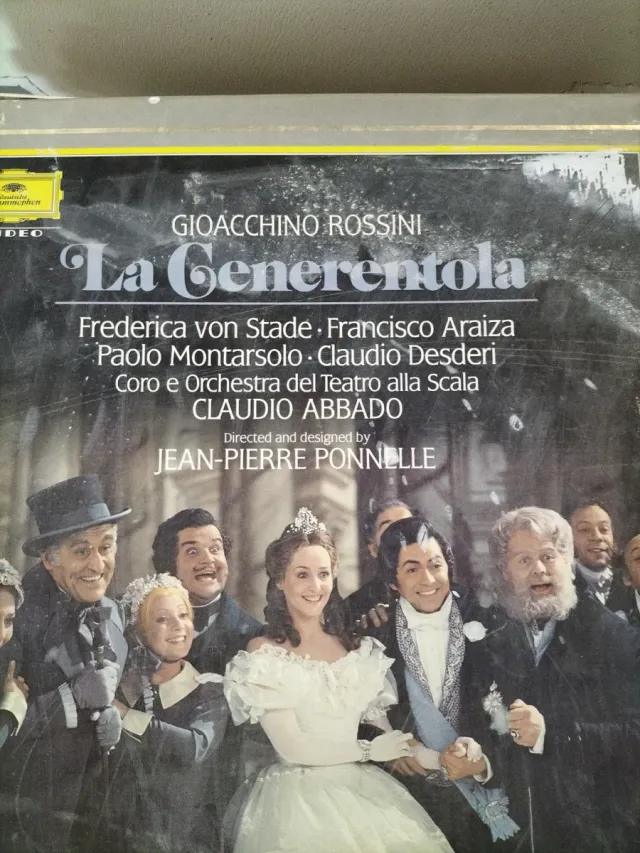 Deutsche
Grammophon
VIDEO
GIOACCHINO ROSSINI
La Cenerentola
Frederica von Stade · Francisco Araiza
Paolo Montarsolo · Claudio Desderi
Coro e Orchestra del Teatro alla Scala
CLAUDIO ABBADO
Directed and designed by
JEAN-PIERRE PONNELLE